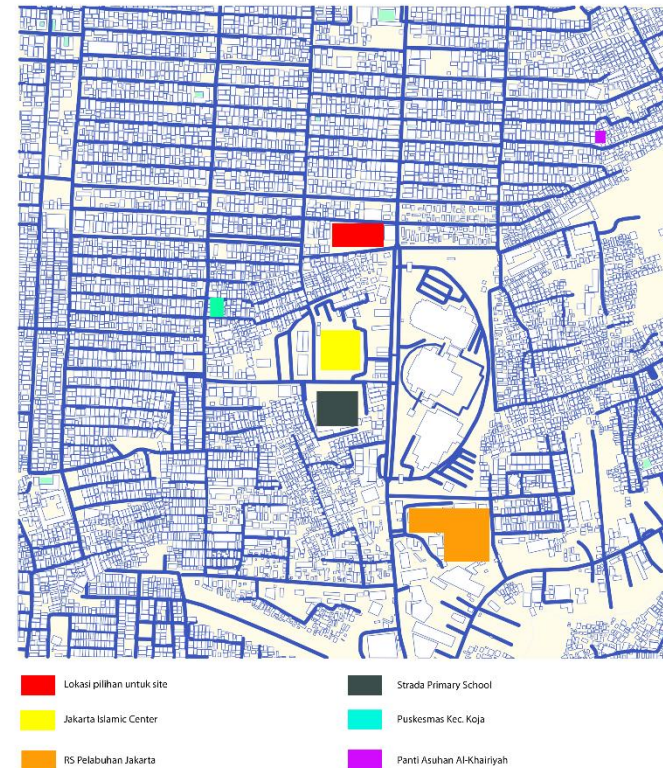 Lokasi pilihan untuk site
Strada Primary School
Jakarta Islamic Center
Puskesmas Kec. Koja
RS Pelabuhan Jakarta
Panti Asuhan Al-Khairiyah